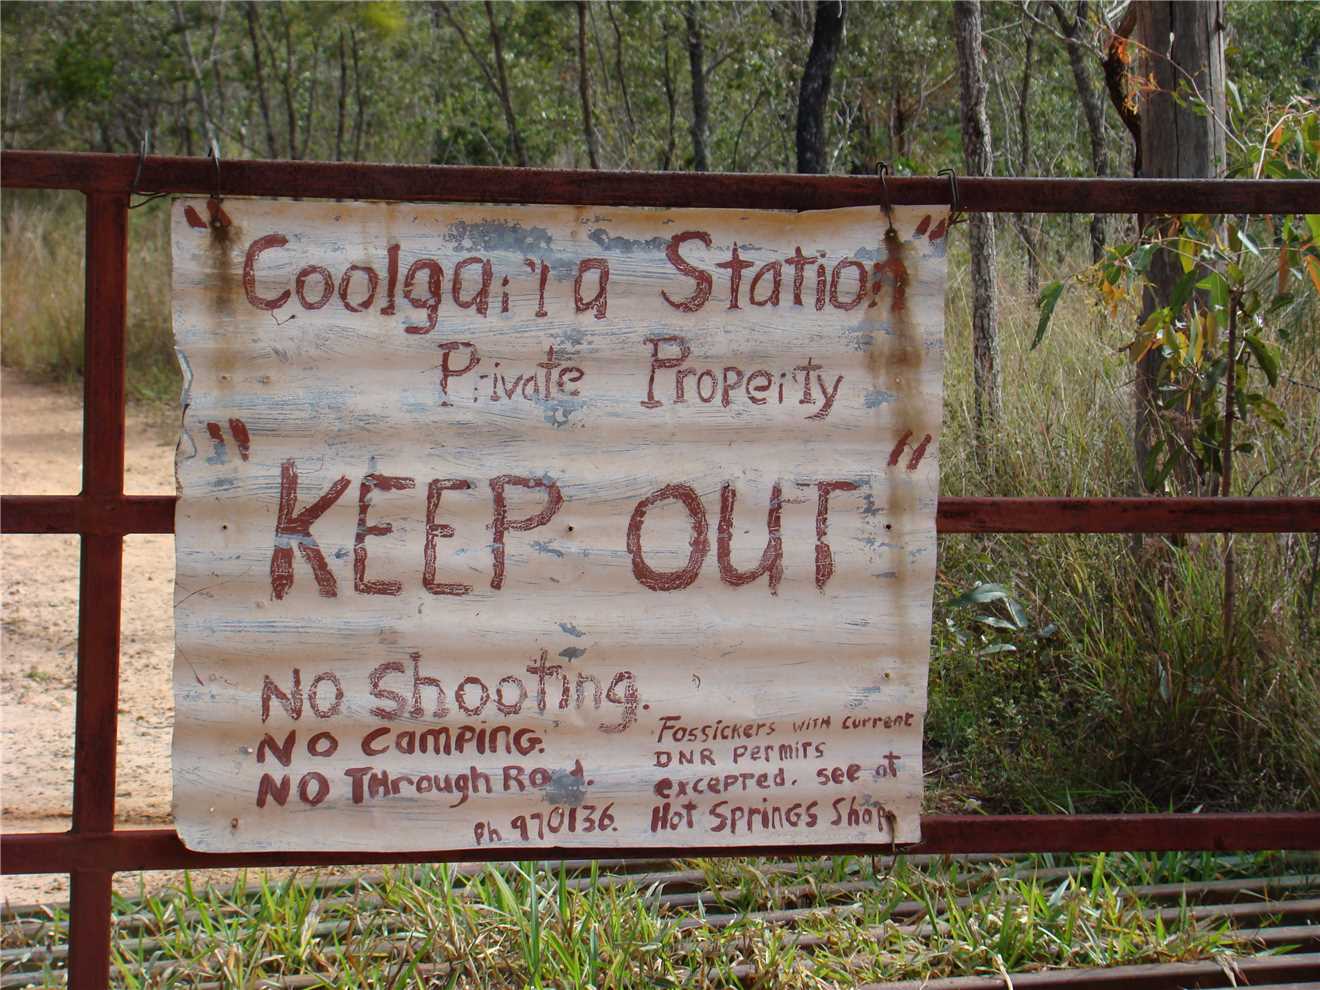 "Coolgarra Station"
Private Property
"KEEP OUT"
No Shooting.
No Camping.
No Through Road.
Ph 970136.
Fossickers with current
DNR Permits
excepted. see at
Hot Springs Shop